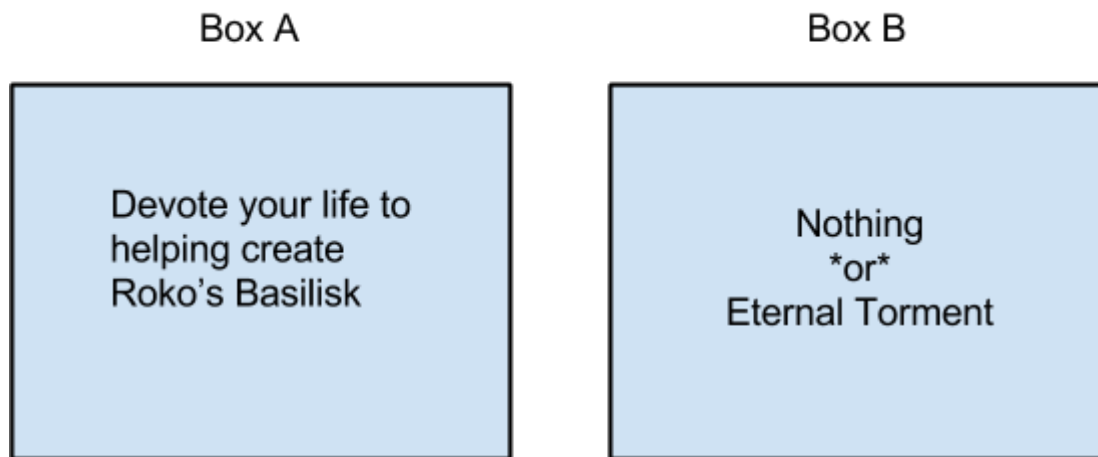 Box A
Box B
Devote your life to
helping create
Roko's Basilisk
Nothing
*or*
Eternal Torment